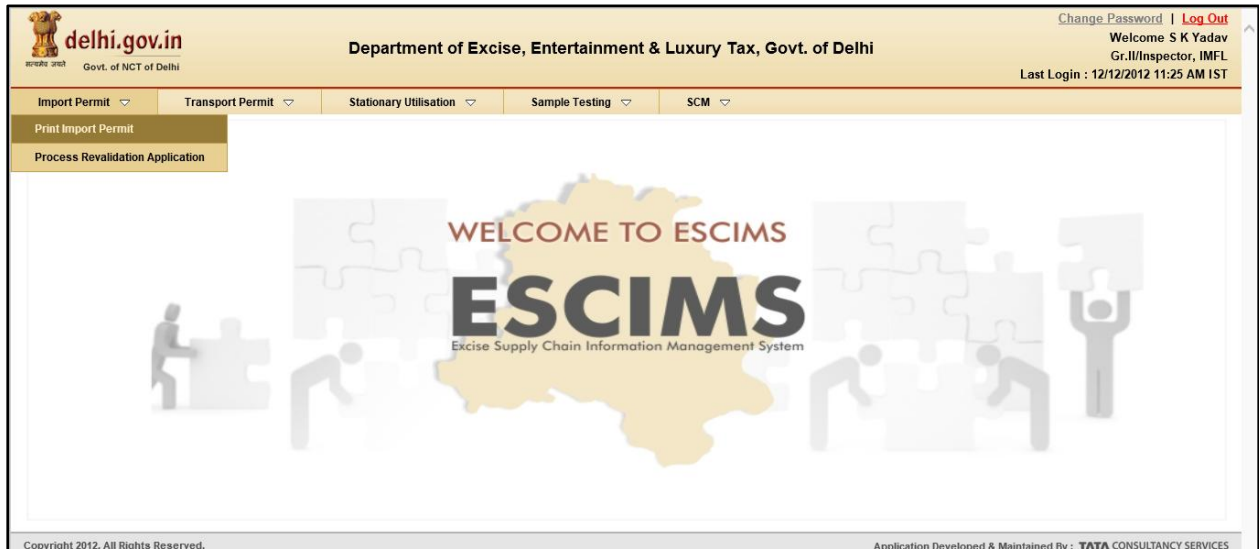 Change Password | Log Out
delhi.gov.in
सत्यमेव जयते
Govt. of NCT of Delhi
Department of Excise, Entertainment & Luxury Tax, Govt. of Delhi
Welcome S K Yadav
Gr.II/Inspector, IMFL
Last Login : 12/12/2012 11:25 AM IST
Import Permit Transport Permit Stationary Utilisation Sample Testing SCM
Print Import Permit
Process Revalidation Application
WELCOME TO ESCIMS
ESCIMS
Excise Supply Chain Information Management System
Copyright 2012. All Rights Reserved. Application Developed & Maintained By : TATA CONSULTANCY SERVICES